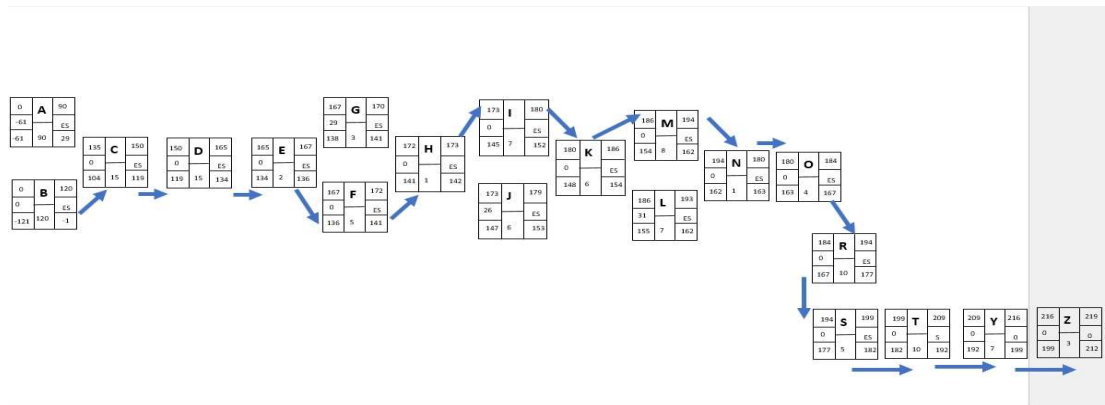 0 A 90
-61 ES
-61 90 29
0 B 120
0 ES
-121 120 -1
135 C 150
0 ES
104 15 119
150 D 165
0 ES
119 15 134
165 E 167
0 ES
134 2 136
167 G 170
29 ES
138 3 141
167 F 172
0 ES
136 5 141
172 H 173
0 ES
141 1 142
173 I 180
0 ES
145 7 152
173 J 179
26 ES
147 6 153
180 K 186
0 ES
148 6 154
186 M 194
0 ES
154 8 162
186 L 193
31 ES
155 7 162
194 N 180
0 ES
162 1 163
180 O 184
0 ES
163 4 167
184 R 194
0 ES
167 10 177
194 S 199
0 ES
177 5 182
199 T 209
0 S
182 10 192
209 Y 216
0 0
192 7 199
216 Z 219
0 0
199 3 212